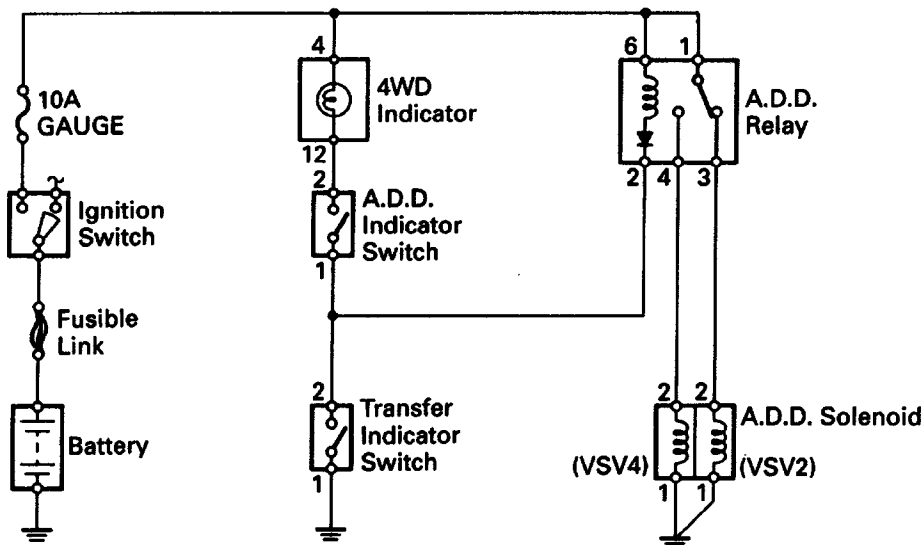 4
6
1
10A
GAUGE
4WD
Indicator
A.D.D.
Relay
12
2
4
3
2
A.D.D.
Indicator
Switch
1
Ignition
Switch
Fusible
Link
2
Transfer
Indicator
Switch
1
Battery
2
2
A.D.D. Solenoid
(VSV4)
(VSV2)
1
1